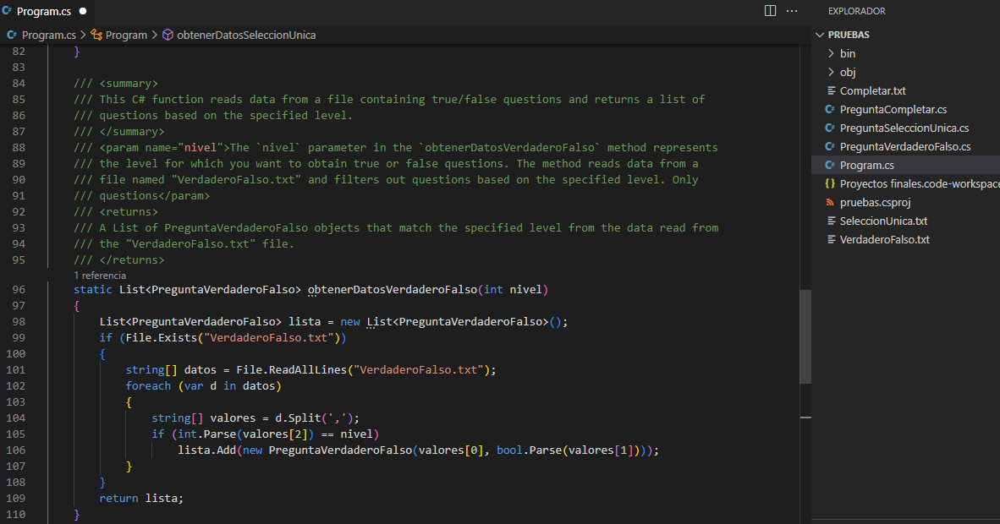 Program.cs
Program.cs > Program > obtenerDatosSeleccionUnica
82 }
83
84 /// <summary>
85 /// This C# function reads data from a file containing true/false questions and returns a list of
86 /// questions based on the specified level.
87 /// </summary>
88 /// <param name="nivel">The `nivel` parameter in the `obtenerDatosVerdaderoFalso` method represents
89 /// the level for which you want to obtain true or false questions. The method reads data from a
90 /// file named "VerdaderoFalso.txt" and filters out questions based on the specified level. Only
91 /// questions</param>
92 /// <returns>
93 /// A List of PreguntaVerdaderoFalso objects that match the specified level from the data read from
94 /// the "VerdaderoFalso.txt" file.
95 /// </returns>
1 referencia
96 static List<PreguntaVerdaderoFalso> obtenerDatosVerdaderoFalso(int nivel)
97 {
98 List<PreguntaVerdaderoFalso> lista = new List<PreguntaVerdaderoFalso>();
99 if (File.Exists("VerdaderoFalso.txt"))
100 {
101 string[] datos = File.ReadAllLines("VerdaderoFalso.txt");
102 foreach (var d in datos)
103 {
104 string[] valores = d.Split(',');
105 if (int.Parse(valores[2]) == nivel)
106 lista.Add(new PreguntaVerdaderoFalso(valores[0], bool.Parse(valores[1])));
107 }
108 }
109 return lista;
110 }
EXPLORADOR
PRUEBAS
bin
obj
Completar.txt
PreguntaCompletar.cs
PreguntaSeleccionUnica.cs
PreguntaVerdaderoFalso.cs
Program.cs
Proyectos finales.code-workspace
pruebas.csproj
SeleccionUnica.txt
VerdaderoFalso.txt